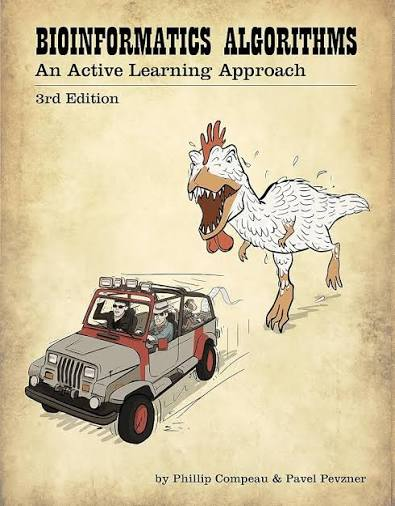 BIOINFORMATICS ALGORITHMS
An Active Learning Approach
3rd Edition
by Phillip Compeau & Pavel Pevzner